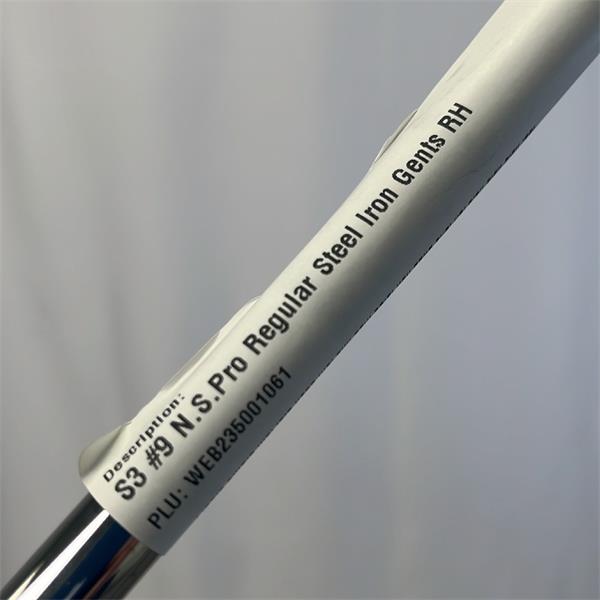 Description:
S3 #9 N.S.Pro Regular Steel Iron Gents RH
PLU: WEB235001061